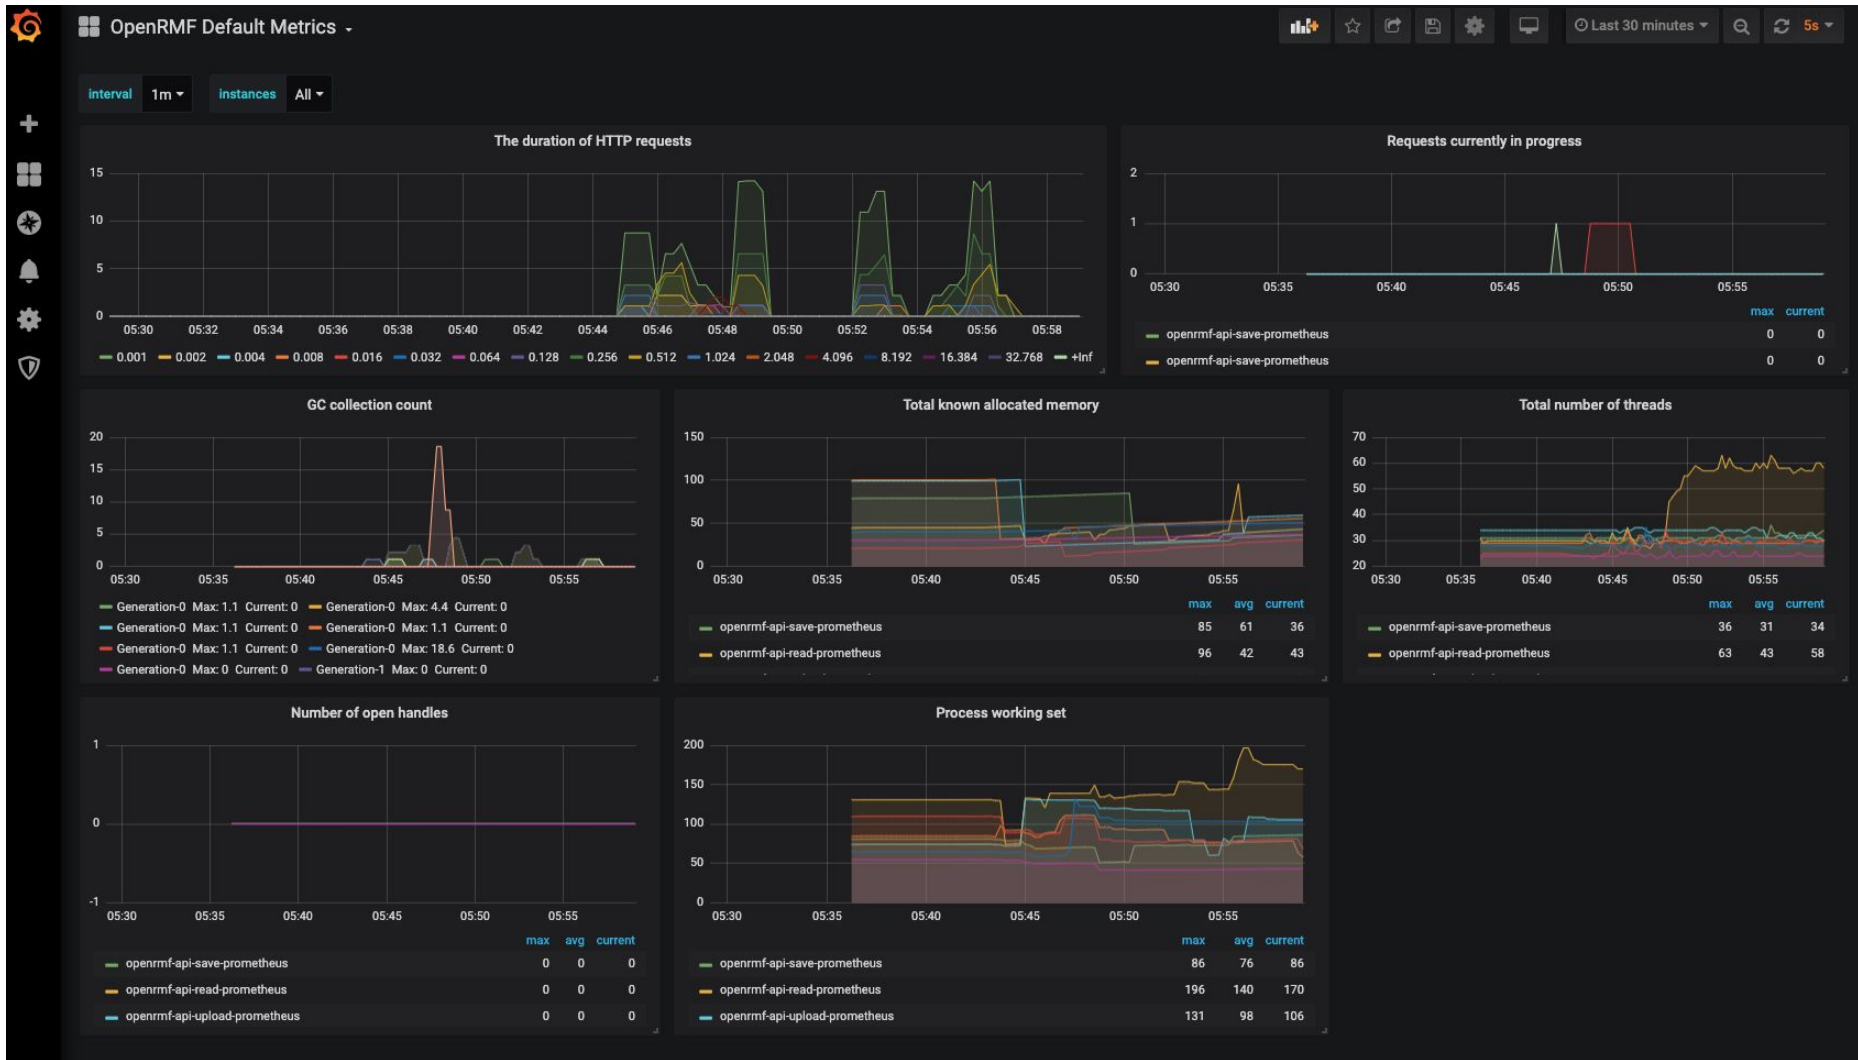 OpenRMF Default Metrics
Last 30 minutes 5s
interval 1m instances All
The duration of HTTP requests
15
10
5
0
05:30 05:32 05:34 05:36 05:38 05:40 05:42 05:44 05:46 05:48 05:50 05:52 05:54 05:56 05:58
0.001 0.002 0.004 0.008 0.016 0.032 0.064 0.128 0.256 0.512 1.024 2.048 4.096 8.192 16.384 32.768 +Inf
Requests currently in progress
2
1
0
05:30 05:35 05:40 05:45 05:50 05:55
max current
openrmf-api-save-prometheus 0 0
openrmf-api-save-prometheus 0 0
GC collection count
20
15
10
5
0
05:30 05:35 05:40 05:45 05:50 05:55
Generation-0 Max: 1.1 Current: 0 Generation-0 Max: 4.4 Current: 0
Generation-0 Max: 1.1 Current: 0 Generation-0 Max: 1.1 Current: 0
Generation-0 Max: 1.1 Current: 0 Generation-0 Max: 18.6 Current: 0
Generation-0 Max: 0 Current: 0 Generation-1 Max: 0 Current: 0
Total known allocated memory
150
100
50
0
05:30 05:35 05:40 05:45 05:50 05:55
max avg current
openrmf-api-save-prometheus 85 61 36
openrmf-api-read-prometheus 96 42 43
Total number of threads
70
60
50
40
30
20
05:30 05:35 05:40 05:45 05:50 05:55
max avg current
openrmf-api-save-prometheus 36 31 34
openrmf-api-read-prometheus 63 43 58
Number of open handles
1
0
-1
05:30 05:35 05:40 05:45 05:50 05:55
max avg current
openrmf-api-save-prometheus 0 0 0
openrmf-api-read-prometheus 0 0 0
openrmf-api-upload-prometheus 0 0 0
Process working set
200
150
100
50
0
05:30 05:35 05:40 05:45 05:50 05:55
max avg current
openrmf-api-save-prometheus 86 76 86
openrmf-api-read-prometheus 196 140 170
openrmf-api-upload-prometheus 131 98 106